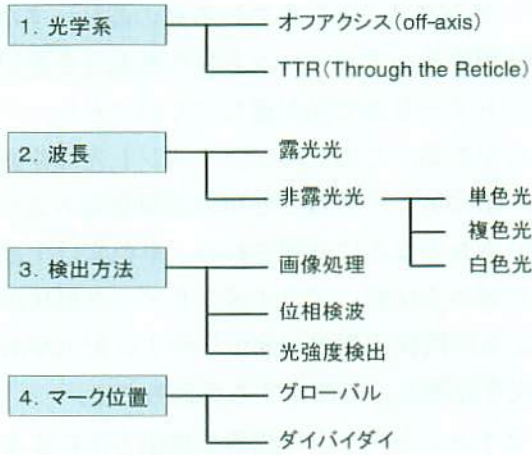 1. 光学系
オフアクシス(off-axis)
TTR(Through the Reticle)
2. 波長
露光光
非露光光
単色光
複色光
白色光
3. 検出方法
画像処理
位相検波
光強度検出
4. マーク位置
グローバル
ダイバイダイ